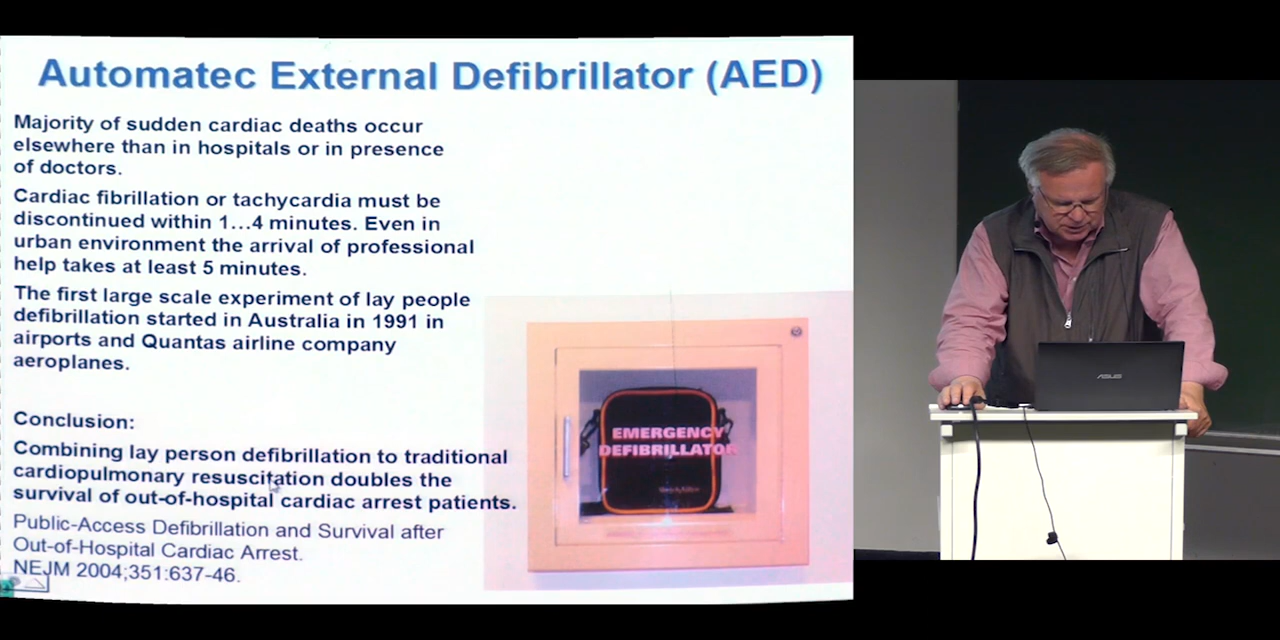 Automatec External Defibrillator (AED)
Majority of sudden cardiac deaths occur
elsewhere than in hospitals or in presence
of doctors.
Cardiac fibrillation or tachycardia must be
discontinued within 1...4 minutes. Even in
urban environment the arrival of professional
help takes at least 5 minutes.
The first large scale experiment of lay people
defibrillation started in Australia in 1991 in
airports and Quantas airline company
aeroplanes.
Conclusion:
Combining lay person defibrillation to traditional
cardiopulmonary resuscitation doubles the
survival of out-of-hospital cardiac arrest patients.
Public-Access Defibrillation and Survival after
Out-of-Hospital Cardiac Arrest.
NEJM 2004;351:637-46.
EMERGENCY
DEFIBRILLATOR
ASUS